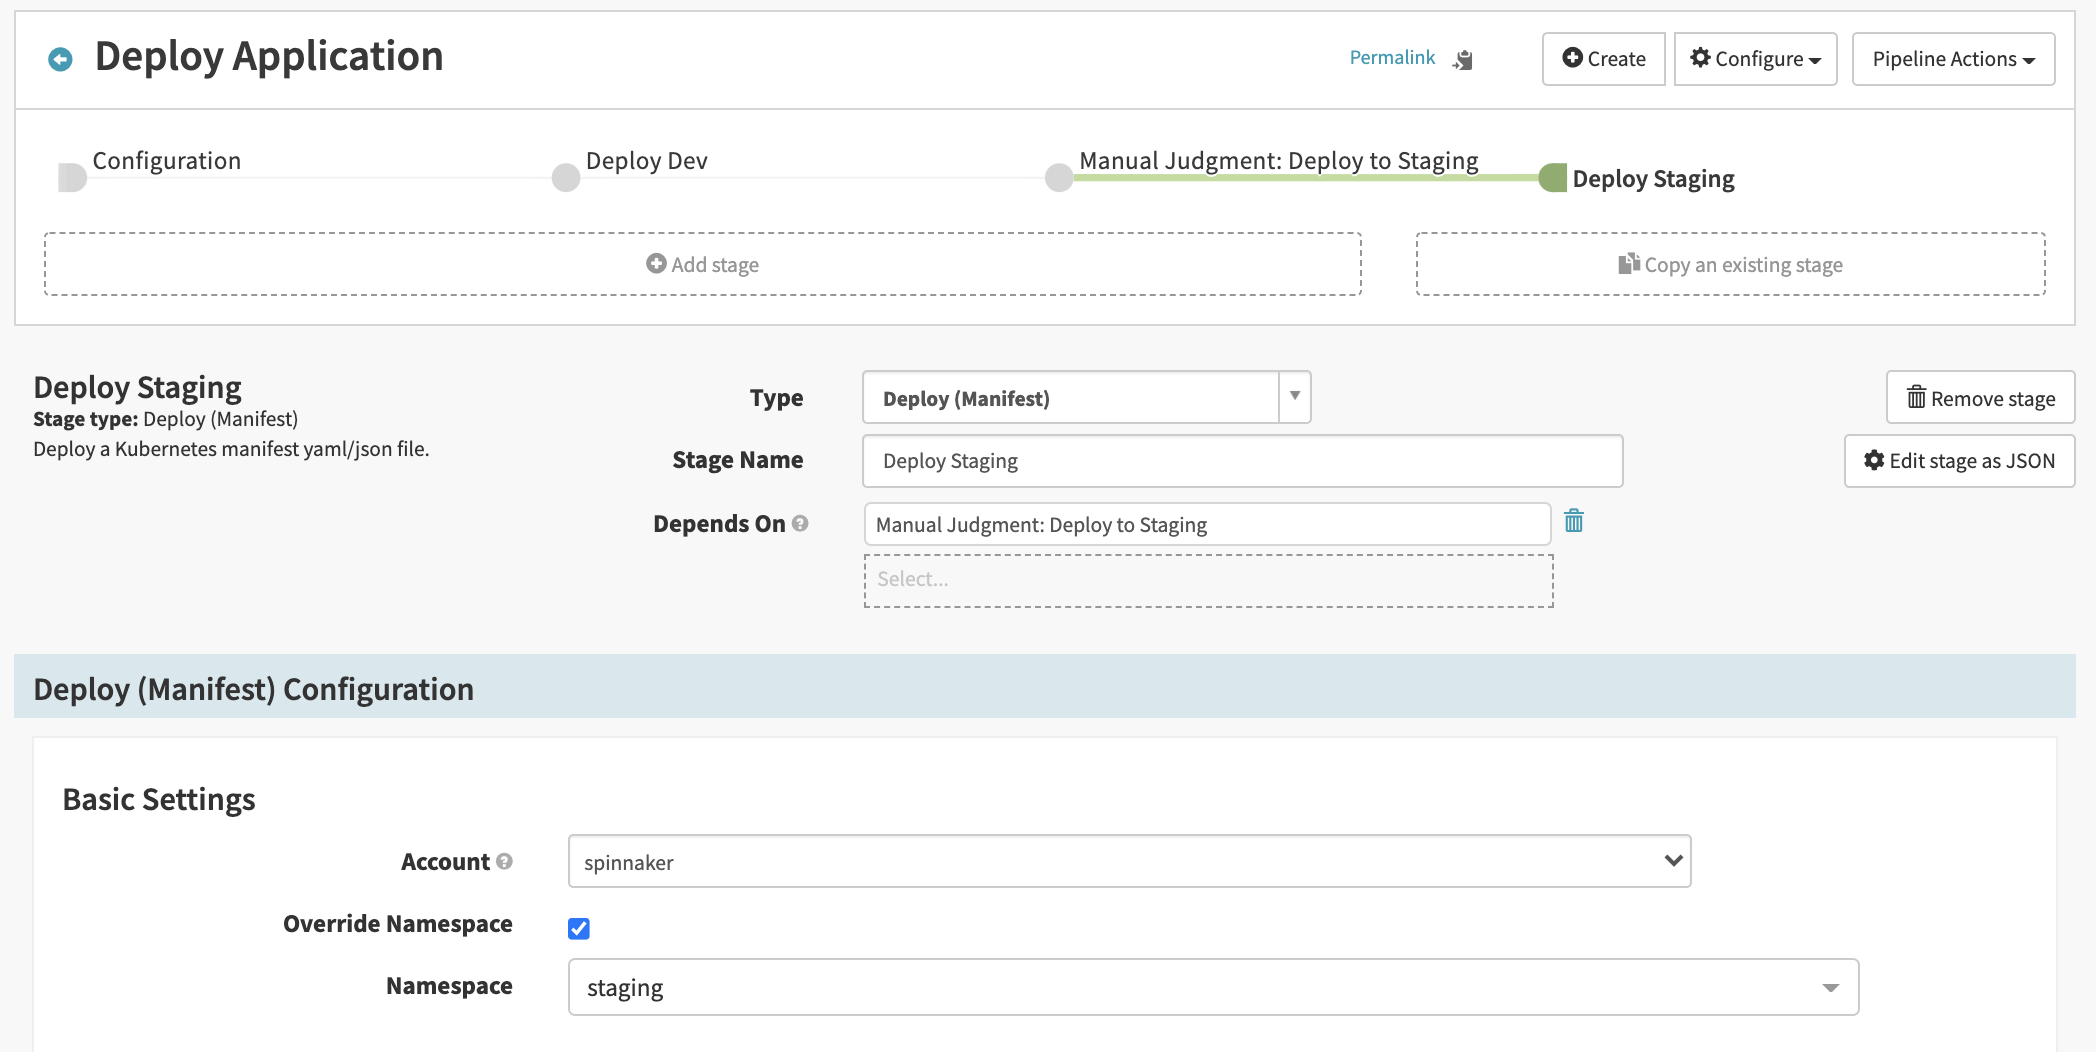 Deploy Application
Permalink
Create
Configure
Pipeline Actions
Configuration
Deploy Dev
Manual Judgment: Deploy to Staging
Deploy Staging
Add stage
Copy an existing stage
Deploy Staging
Stage type: Deploy (Manifest)
Deploy a Kubernetes manifest yaml/json file.
Type
Deploy (Manifest)
Remove stage
Stage Name
Deploy Staging
Edit stage as JSON
Depends On
Manual Judgment: Deploy to Staging
Select...
Deploy (Manifest) Configuration
Basic Settings
Account
spinnaker
Override Namespace
Namespace
staging